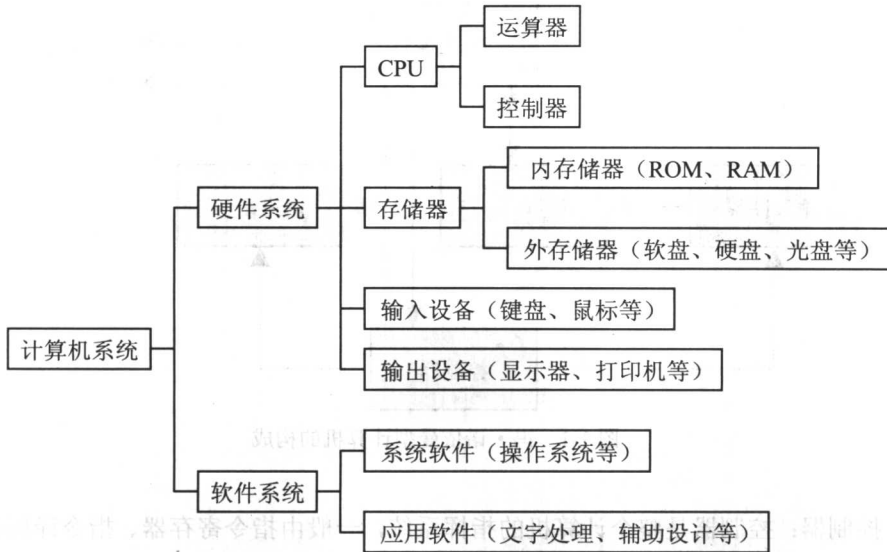 运算器
CPU
控制器
内存储器（ROM、RAM）
硬件系统
存储器
外存储器（软盘、硬盘、光盘等）
输入设备（键盘、鼠标等）
计算机系统
输出设备（显示器、打印机等）
系统软件（操作系统等）
软件系统
应用软件（文字处理、辅助设计等）